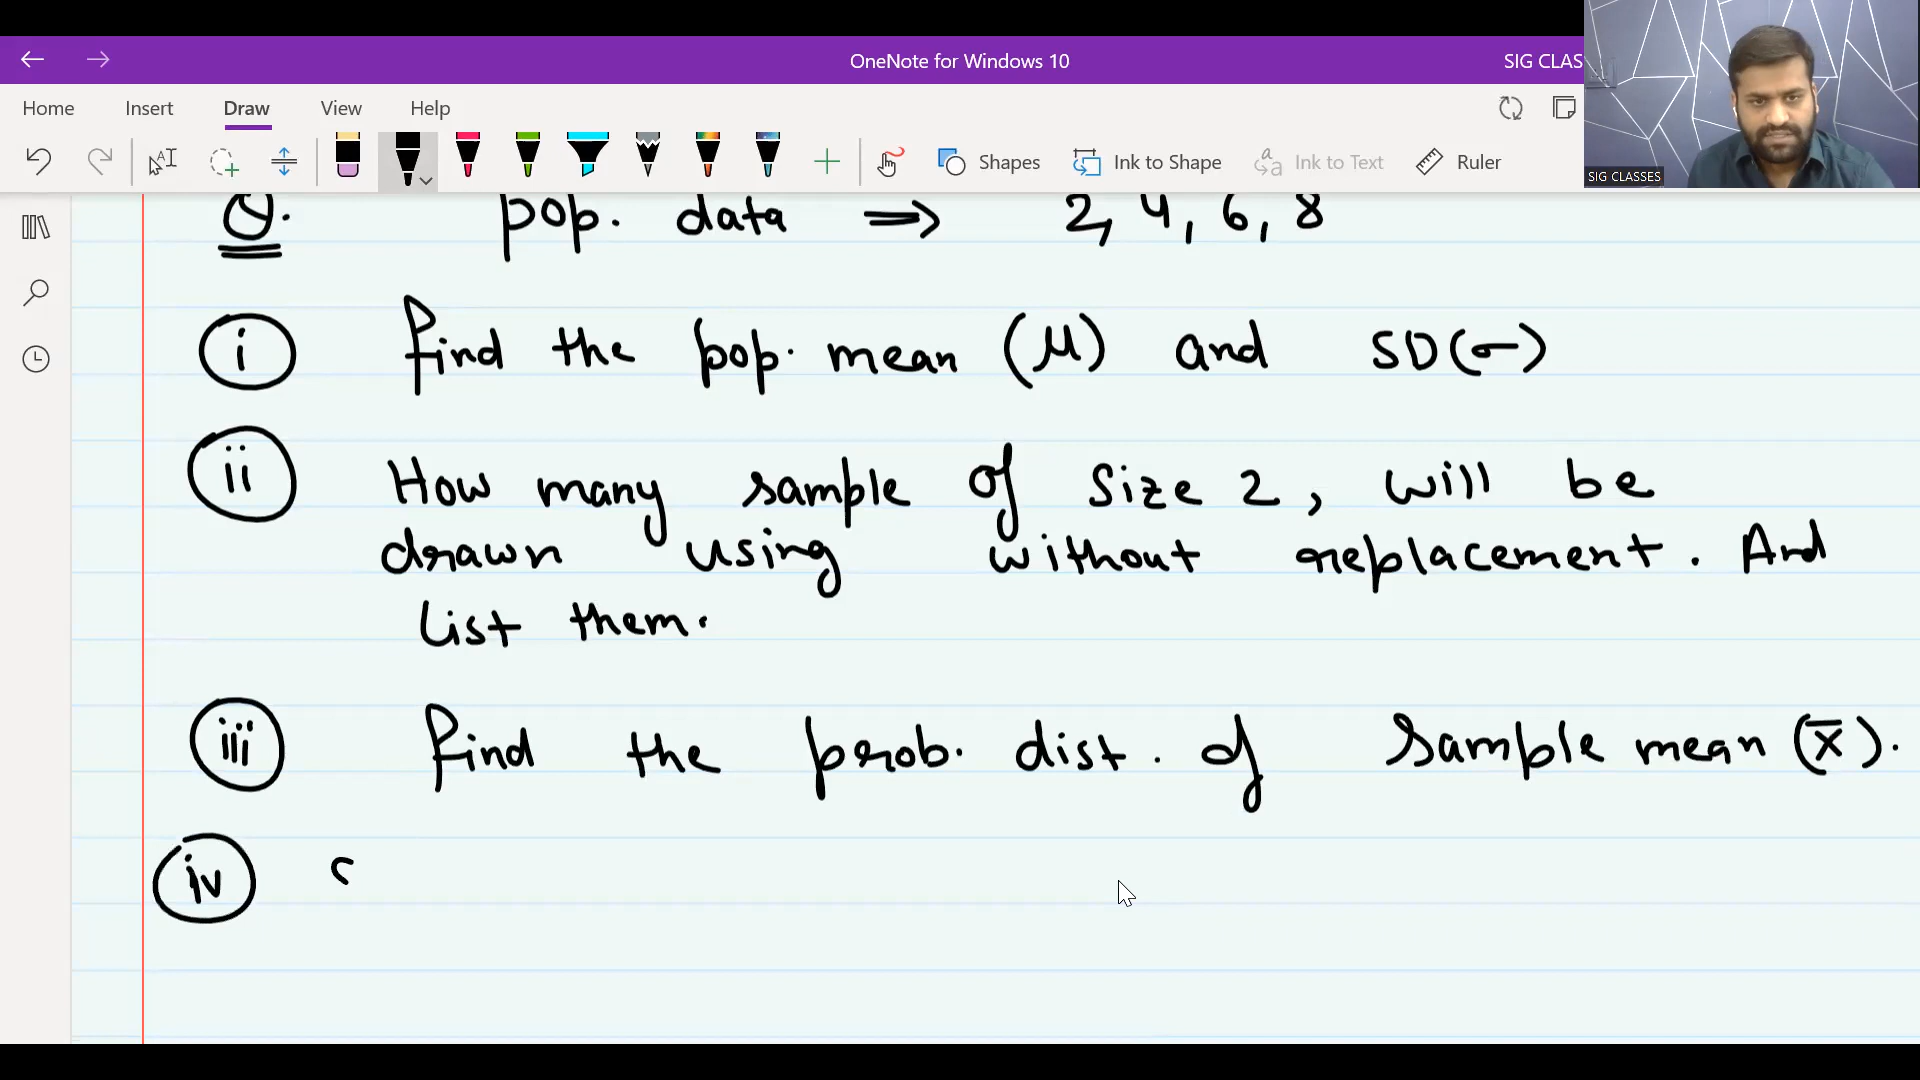 OneNote for Windows 10
SIG CLAS
Home Insert Draw View Help
Shapes Ink to Shape Ink to Text Ruler
SIG CLASSES
Q. pop. data ⇒ 2, 4, 6, 8
i find the pop. mean (μ) and SD(σ)
ii How many sample of size 2, will be
drawn using without replacement. And
list them.
iii find the prob. dist. of sample mean (x̄).
iv